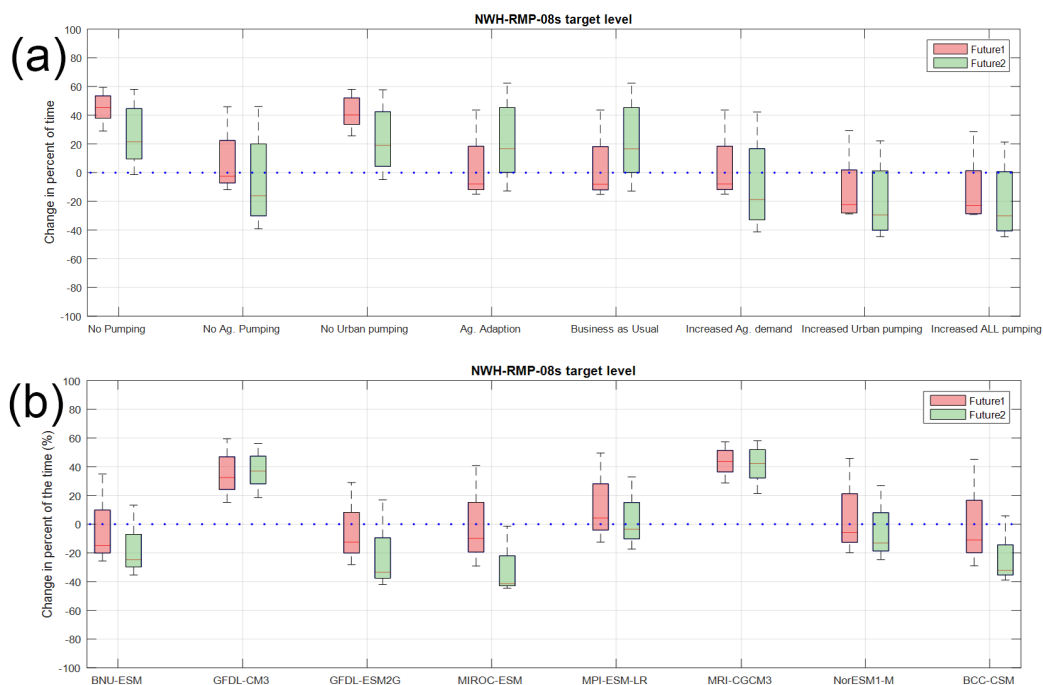 (a)
NWH-RMP-08s target level
Change in percent of time
100
80
60
40
20
0
-20
-40
-60
-80
-100
Future1
Future2
No Pumping
No Ag. Pumping
No Urban pumping
Ag. Adaption
Business as Usual
Increased Ag. demand
Increased Urban pumping
Increased ALL pumping
(b)
NWH-RMP-08s target level
Change in percent of the tiime (%)
100
80
60
40
20
0
-20
-40
-60
-80
-100
Future1
Future2
BNU-ESM
GFDL-CM3
GFDL-ESM2G
MIROC-ESM
MPI-ESM-LR
MRI-CGCM3
NorESM1-M
BCC-CSM